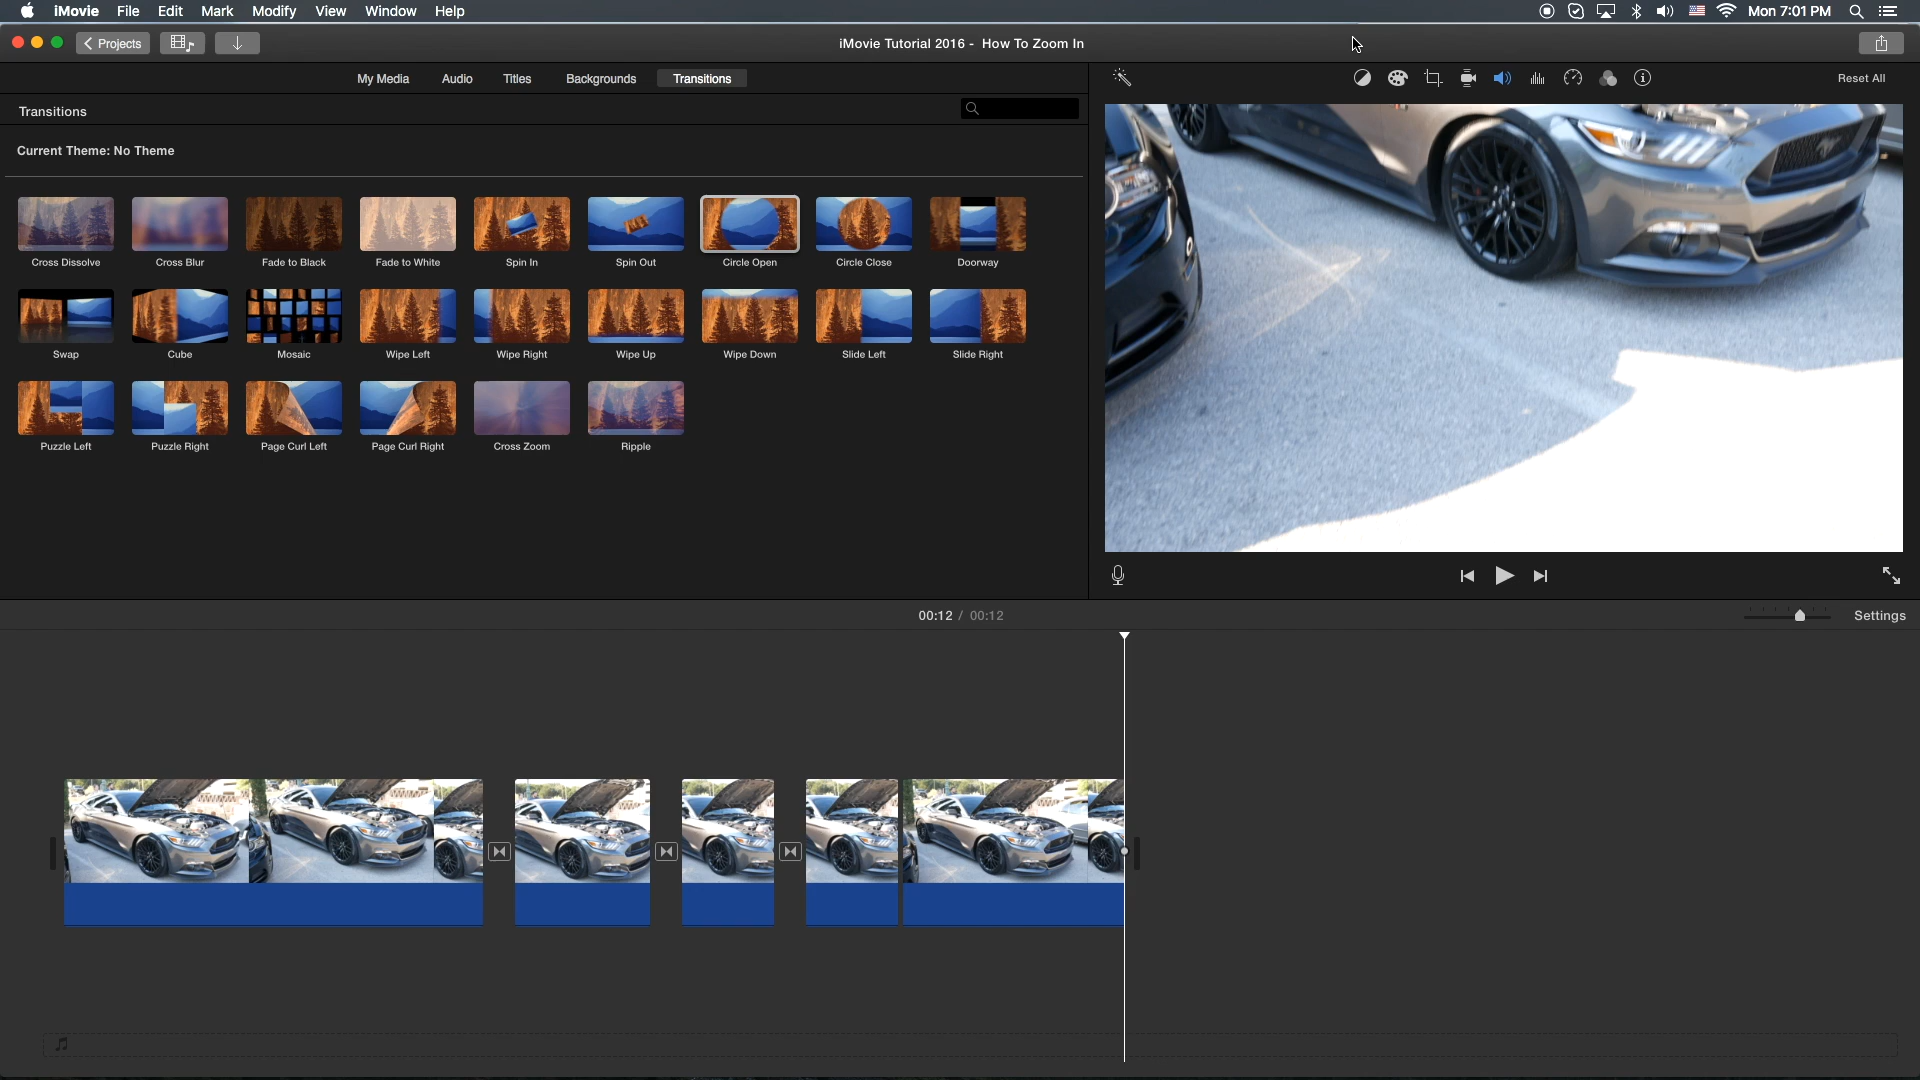 iMovie File Edit Mark Modify View Window Help Mon 7:01 PM
Projects iMovie Tutorial 2016 - How To Zoom In
My Media Audio Titles Backgrounds Transitions Reset All
Transitions
Current Theme: No Theme
Cross Dissolve Cross Blur Fade to Black Fade to White Spin In Spin Out Circle Open Circle Close Doorway
Swap Cube Mosaic Wipe Left Wipe Right Wipe Up Wipe Down Slide Left Slide Right
Puzzle Left Puzzle Right Page Curl Left Page Curl Right Cross Zoom Ripple
00:12 / 00:12 Settings